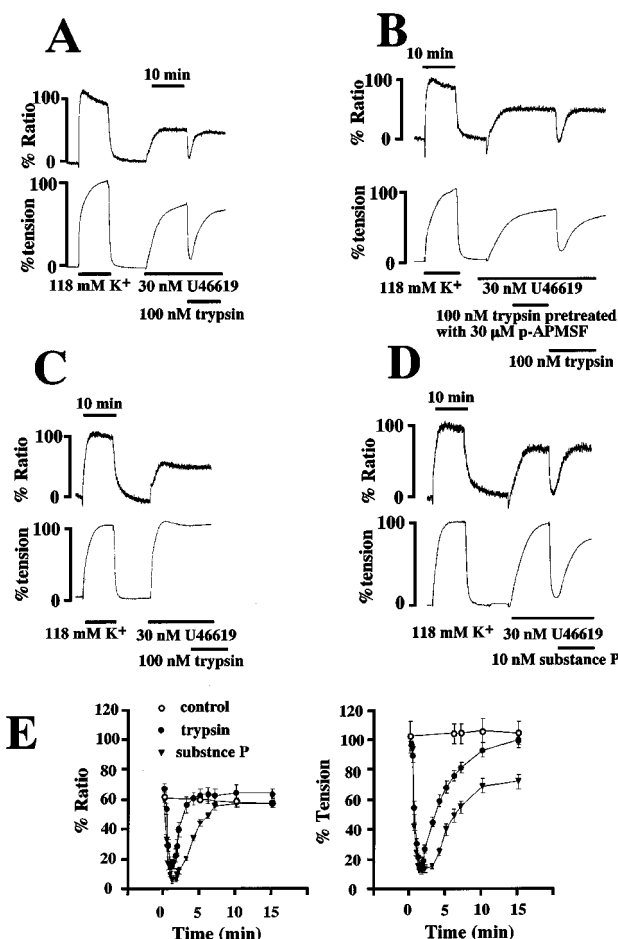 A
10 min
% Ratio
100
0
%tension
100
0
118 mM K+
30 nM U46619
100 nM trypsin
B
10 min
% Ratio
100
0
%tension
100
0
118 mM K+
30 nM U46619
100 nM trypsin pretreated
with 30 μM p-APMSF
100 nM trypsin
C
10 min
% Ratio
100
0
%tension
100
0
118 mM K+
30 nM U46619
100 nM trypsin
D
10 min
% Ratio
100
0
%tension
100
0
118 mM K+
30 nM U46619
10 nM substance P
E
control
trypsin
substnce P
% Ratio
120
100
80
60
40
20
0
0 5 10 15
Time (min)
% Tension
120
100
80
60
40
20
0
0 5 10 15
Time (min)